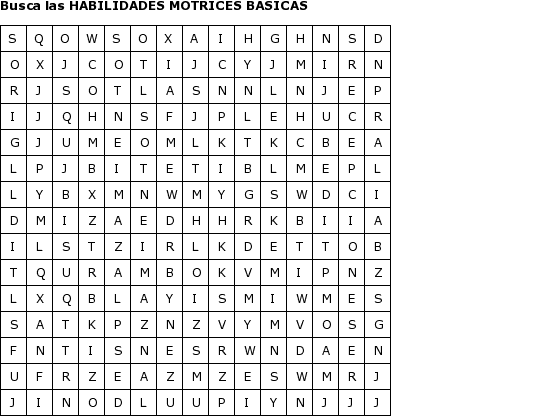 Busca las HABILIDADES MOTRICES BASICAS
S Q O W S O X A I H G H N S D
O X J C O T I J C Y J M I R N
R J S O T L A S N N L N J E P
I J Q H N S F J P L E H U C R
G J U M E O M L K T K C B E A
L P J B I T E T I B L M E P L
L Y B X M N W M Y G S W D C I
D M I Z A E D H H R K B I I A
I L S T Z I R L K D E T T O B
T Q U R A M B O K V M I P N Z
L X Q B L A Y I S M I W M E S
S A T K P Z N Z V Y M V O S G
F N T I S N E S R W N D A E N
U F R Z E A Z M Z E S W M R J
J I N O D L U U P I Y N J J J